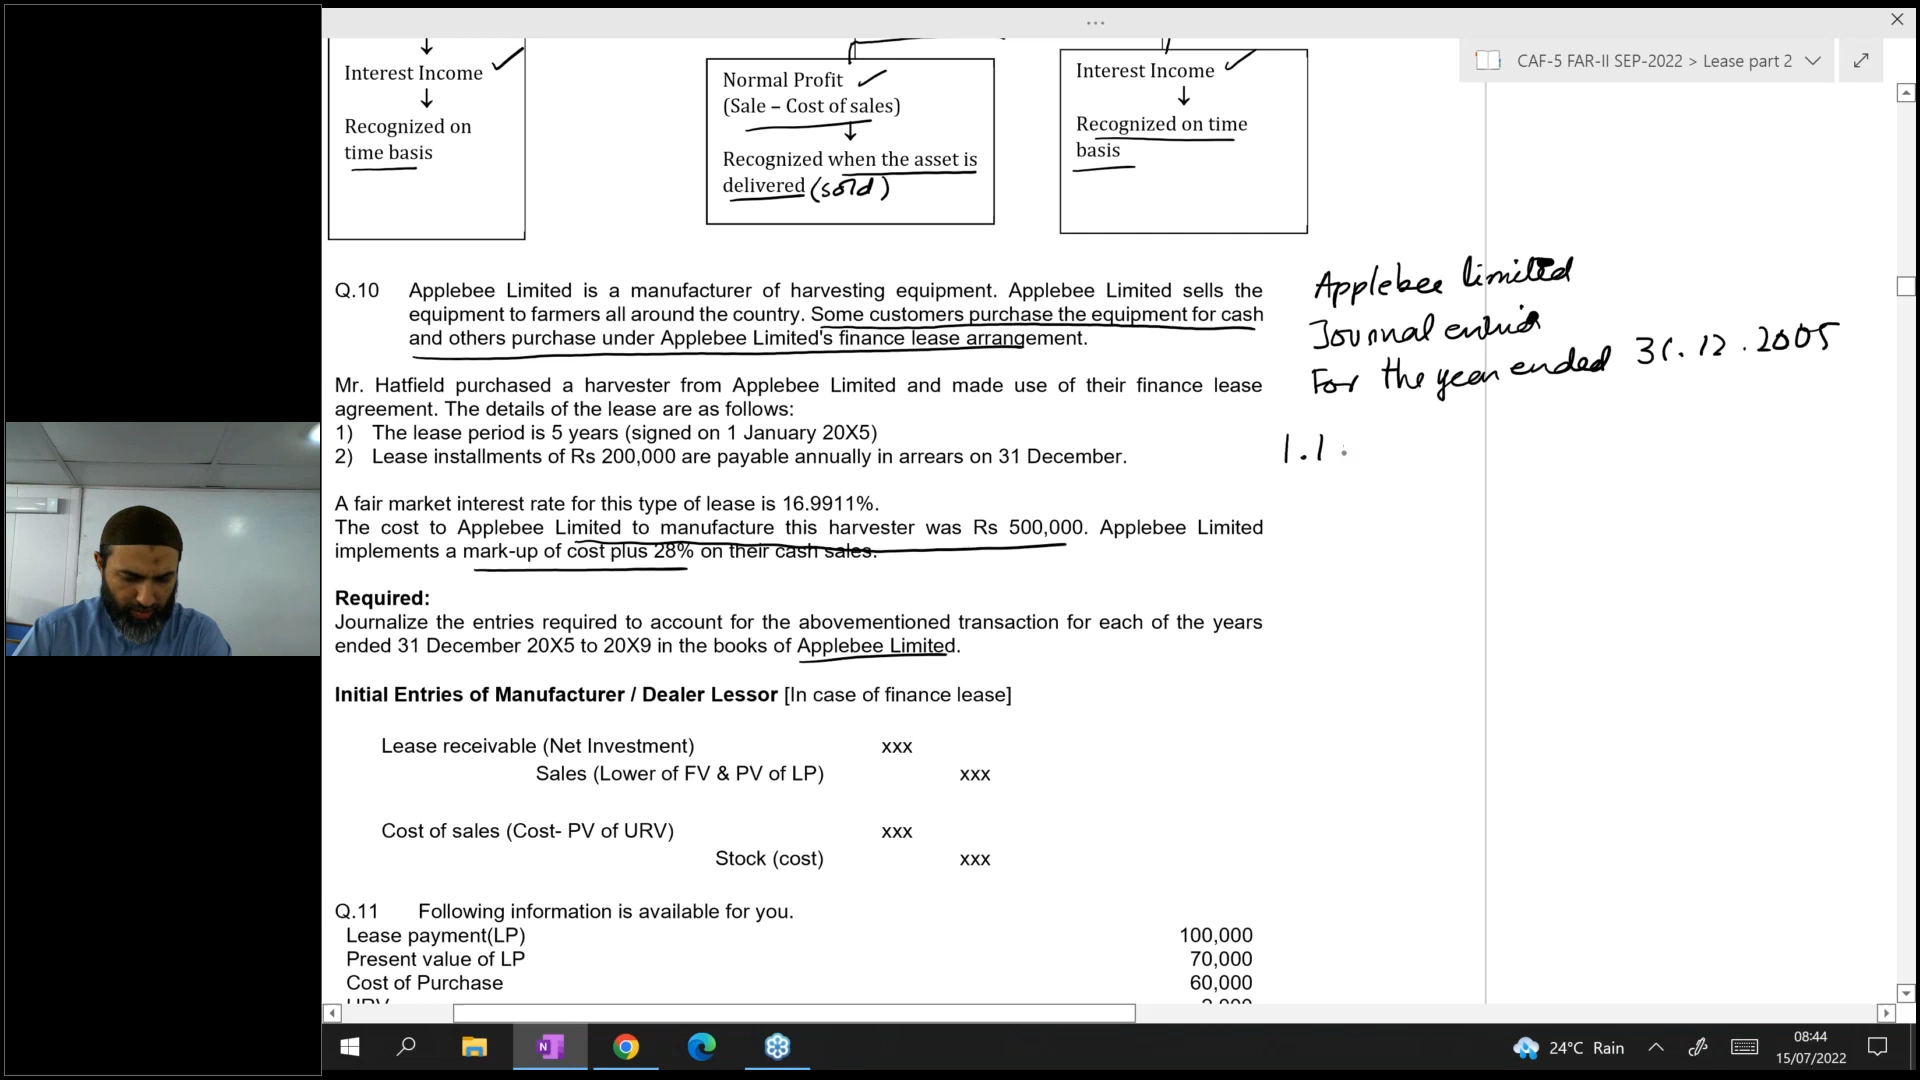 CAF-5 FAR-II SEP-2022 > Lease part 2
Interest Income
Recognized on
time basis
Normal Profit
(Sale – Cost of sales)
Recognized when the asset is
delivered (sold)
Interest Income
Recognized on time
basis
Q.10 Applebee Limited is a manufacturer of harvesting equipment. Applebee Limited sells the
equipment to farmers all around the country. Some customers purchase the equipment for cash
and others purchase under Applebee Limited's finance lease arrangement.
Applebee limited
Journal entries
For the year ended 31.12.2005
1.1.
Mr. Hatfield purchased a harvester from Applebee Limited and made use of their finance lease
agreement. The details of the lease are as follows:
1) The lease period is 5 years (signed on 1 January 20X5)
2) Lease installments of Rs 200,000 are payable annually in arrears on 31 December.
A fair market interest rate for this type of lease is 16.9911%.
The cost to Applebee Limited to manufacture this harvester was Rs 500,000. Applebee Limited
implements a mark-up of cost plus 28% on their cash sales.
Required:
Journalize the entries required to account for the abovementioned transaction for each of the years
ended 31 December 20X5 to 20X9 in the books of Applebee Limited.
Initial Entries of Manufacturer / Dealer Lessor [In case of finance lease]
Lease receivable (Net Investment) xxx
Sales (Lower of FV & PV of LP) xxx
Cost of sales (Cost- PV of URV) xxx
Stock (cost) xxx
Q.11 Following information is available for you.
Lease payment(LP) 100,000
Present value of LP 70,000
Cost of Purchase 60,000
24°C Rain
08:44
15/07/2022